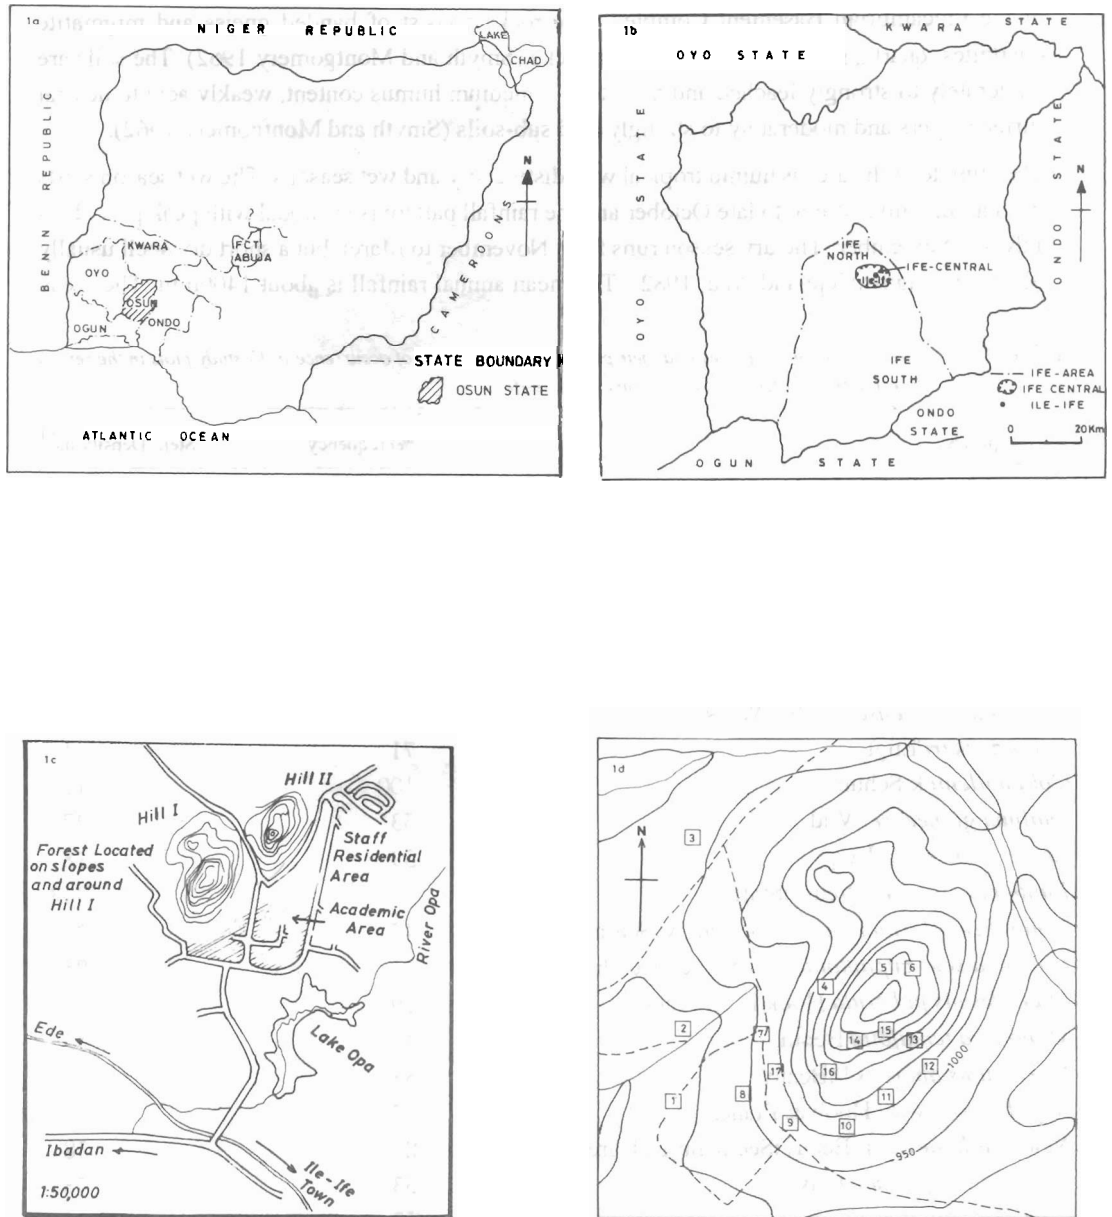 1a
NIGER REPUBLIC
LAKE
CHAD
BENIN REPUBLIC
N
CAMERONS
KWARA
FCT
ABUJA
OYO
OSUN
ONDO
OGUN
STATE BOUNDARY
OSUN STATE
ATLANTIC OCEAN
1b
KWARA STATE
OYO STATE
OYO STATE
ONDO STATE
N
IFE
NORTH
IFE-CENTRAL
IFE
SOUTH
IFE-AREA
IFE CENTRAL
ILE-IFE
ONDO
STATE
0 20Km
OGUN STATE
1c
Hill II
Hill I
Forest Located
on slopes
and around
Hill I
Staff
Residential
Area
Academic
Area
River Opa
Lake Opa
Ede
Ibadan
Ile-Ife
Town
1:50,000
1d
N
3
5
6
4
2
7
15
14
13
17
16
12
1000
8
11
1
9
10
950